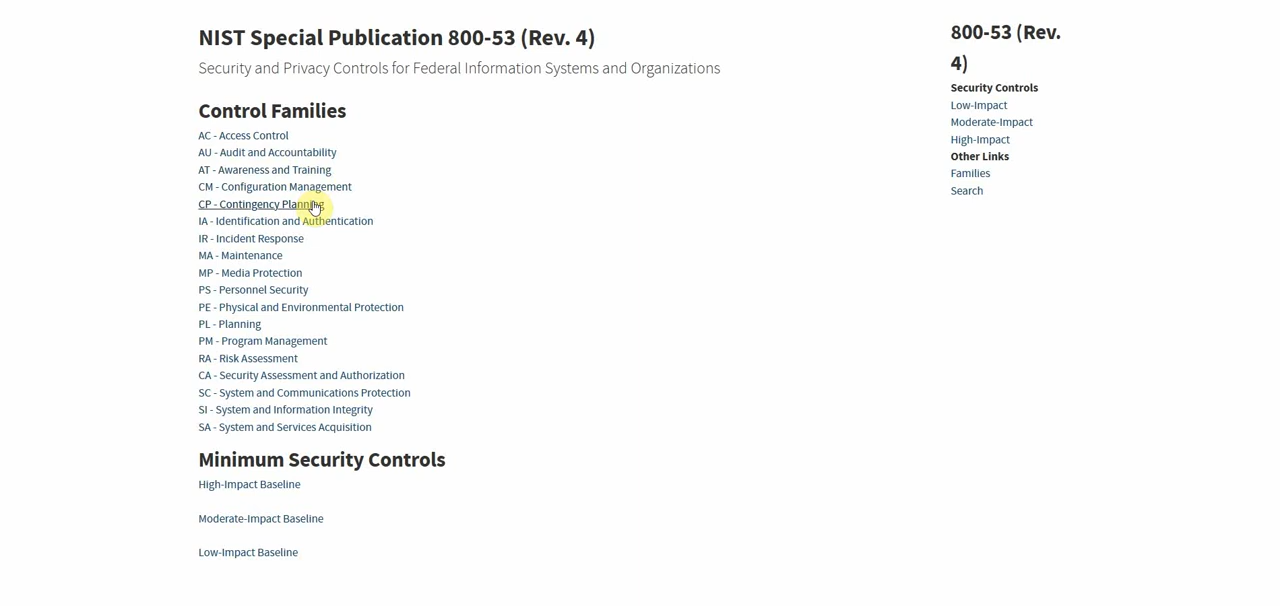 NIST Special Publication 800-53 (Rev. 4)
Security and Privacy Controls for Federal Information Systems and Organizations
Control Families
AC - Access Control
AU - Audit and Accountability
AT - Awareness and Training
CM - Configuration Management
CP - Contingency Planning
IA - Identification and Authentication
IR - Incident Response
MA - Maintenance
MP - Media Protection
PS - Personnel Security
PE - Physical and Environmental Protection
PL - Planning
PM - Program Management
RA - Risk Assessment
CA - Security Assessment and Authorization
SC - System and Communications Protection
SI - System and Information Integrity
SA - System and Services Acquisition
Minimum Security Controls
High-Impact Baseline
Moderate-Impact Baseline
Low-Impact Baseline
800-53 (Rev.
4)
Security Controls
Low-Impact
Moderate-Impact
High-Impact
Other Links
Families
Search